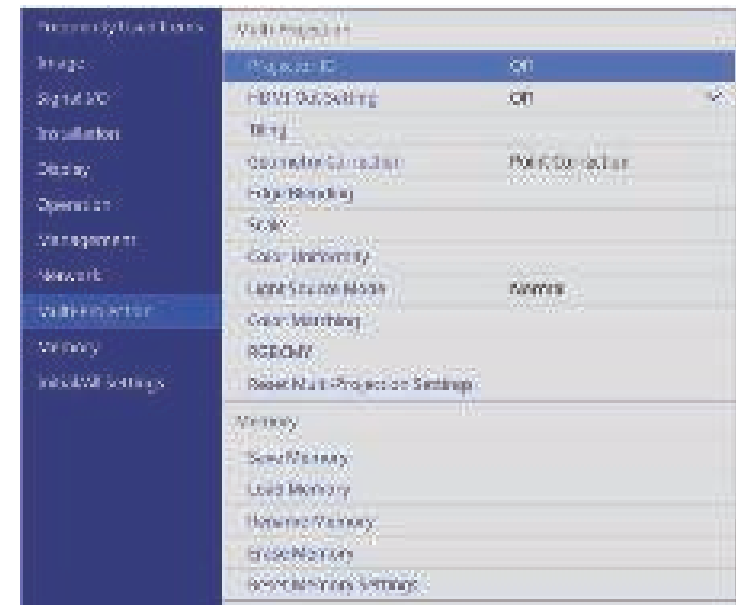 Frequently Used Items
Image
Signal I/O
Installation
Display
Operation
Management
Network
Multi-Projection
Memory
Initial/All Settings
Multi-Projection
Projector ID Off
HDMI Out Setting Off
Tiling
Geometric Correction Point Correction
Edge Blending
Scale
Color Uniformity
Light Source Mode Normal
Color Matching
RGBCMY
Reset Multi-Projection Settings
Memory
Save Memory
Load Memory
Rename Memory
Erase Memory
Reset Memory Settings